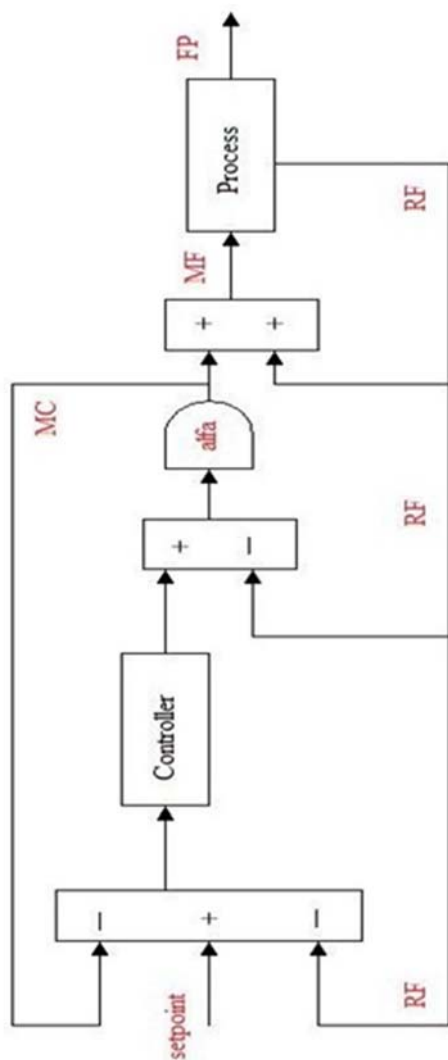 MC
setpoint
RF
−
+
−
Controller
+
−
RF
alfa
+
+
MF
Process
RF
FP